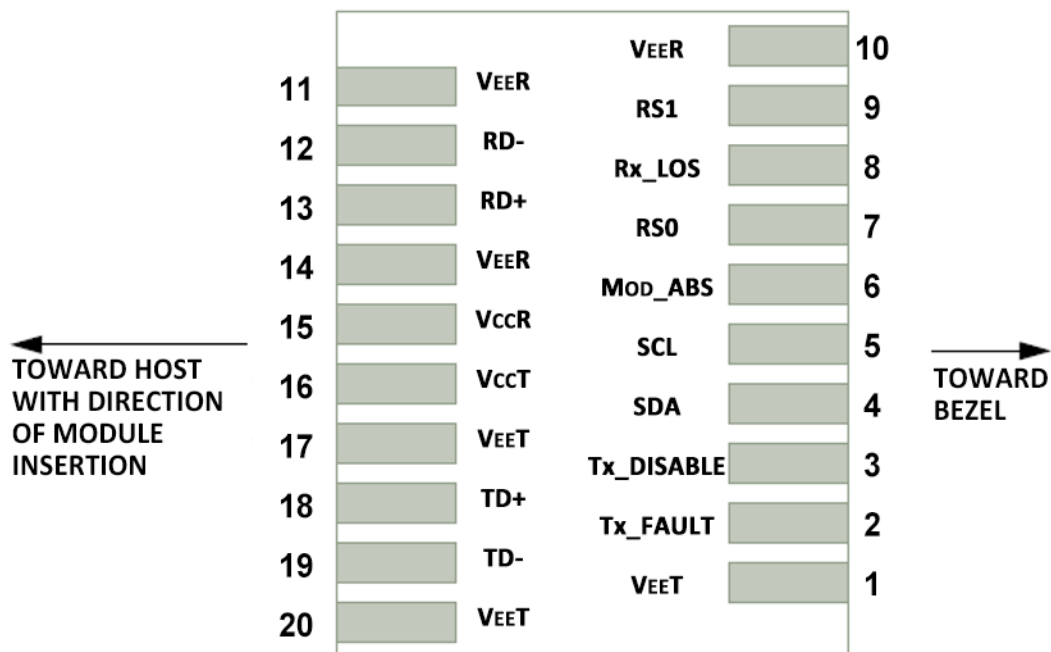 VEER 10
11 VEER
RS1 9
12 RD-
Rx_LOS 8
13 RD+
RS0 7
14 VEER
MOD_ABS 6
15 VCCR
SCL 5
TOWARD HOST
WITH DIRECTION
OF MODULE
INSERTION
TOWARD
BEZEL
16 VCCT
SDA 4
17 VEET
Tx_DISABLE 3
18 TD+
Tx_FAULT 2
19 TD-
VEET 1
20 VEET